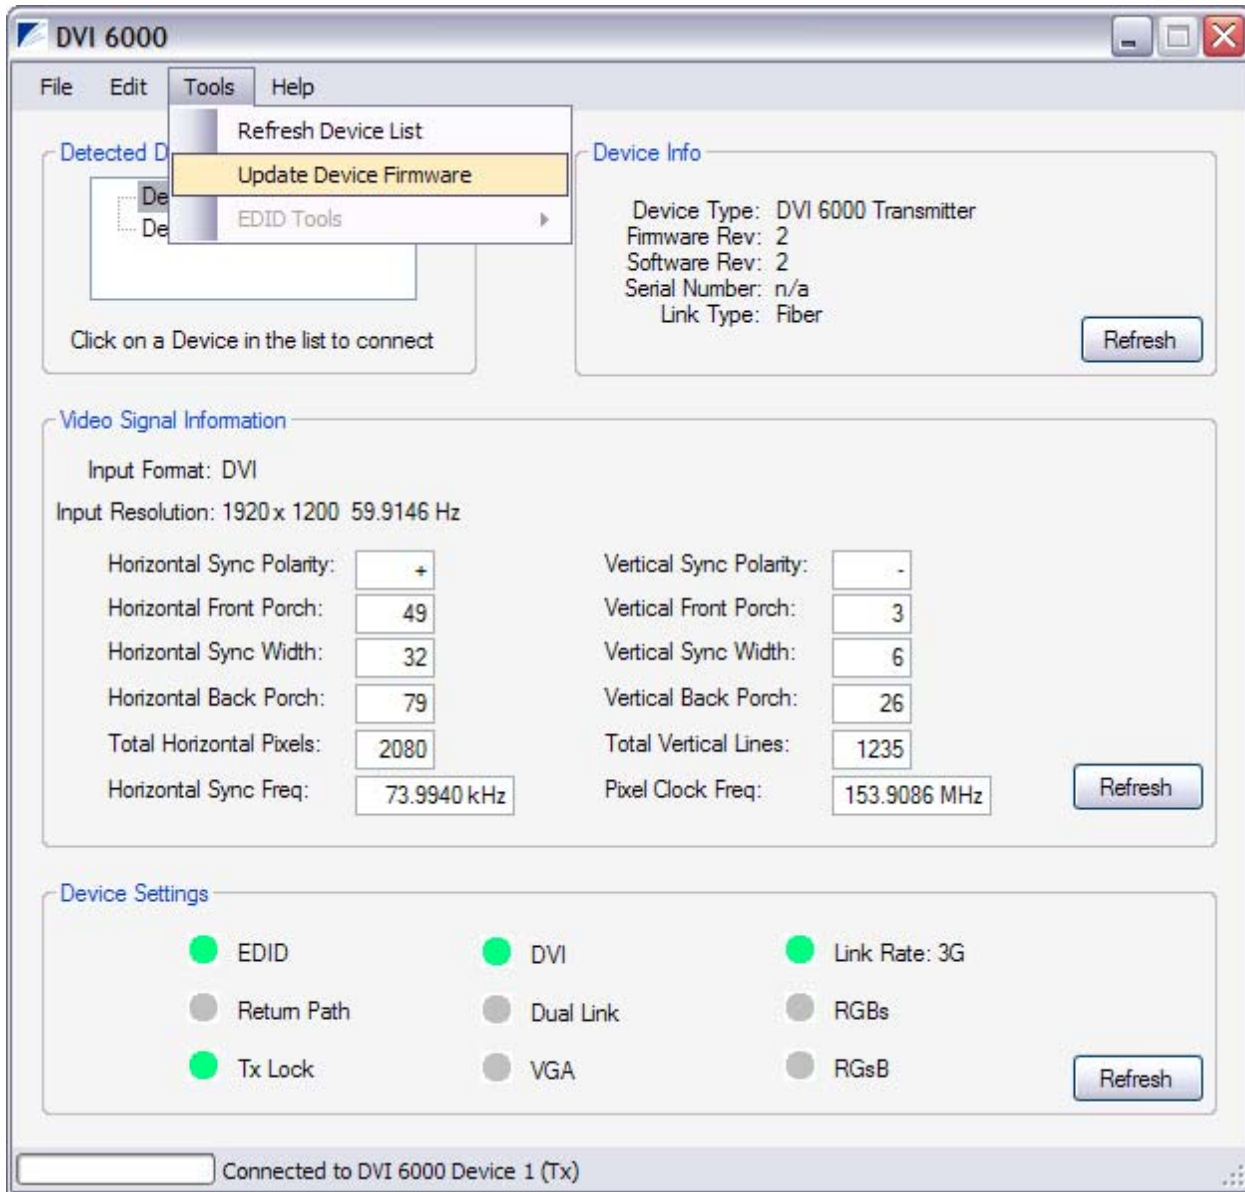 DVI 6000
File Edit Tools Help
Refresh Device List
Update Device Firmware
EDID Tools
Detected D
De
De
Click on a Device in the list to connect
Device Info
Device Type: DVI 6000 Transmitter
Firmware Rev: 2
Software Rev: 2
Serial Number: n/a
Link Type: Fiber
Refresh
Video Signal Information
Input Format: DVI
Input Resolution: 1920 x 1200 59.9146 Hz
Horizontal Sync Polarity: + Vertical Sync Polarity: -
Horizontal Front Porch: 49 Vertical Front Porch: 3
Horizontal Sync Width: 32 Vertical Sync Width: 6
Horizontal Back Porch: 79 Vertical Back Porch: 26
Total Horizontal Pixels: 2080 Total Vertical Lines: 1235
Horizontal Sync Freq: 73.9940 kHz Pixel Clock Freq: 153.9086 MHz
Refresh
Device Settings
EDID DVI Link Rate: 3G
Return Path Dual Link RGBs
Tx Lock VGA RGsB
Refresh
Connected to DVI 6000 Device 1 (Tx)